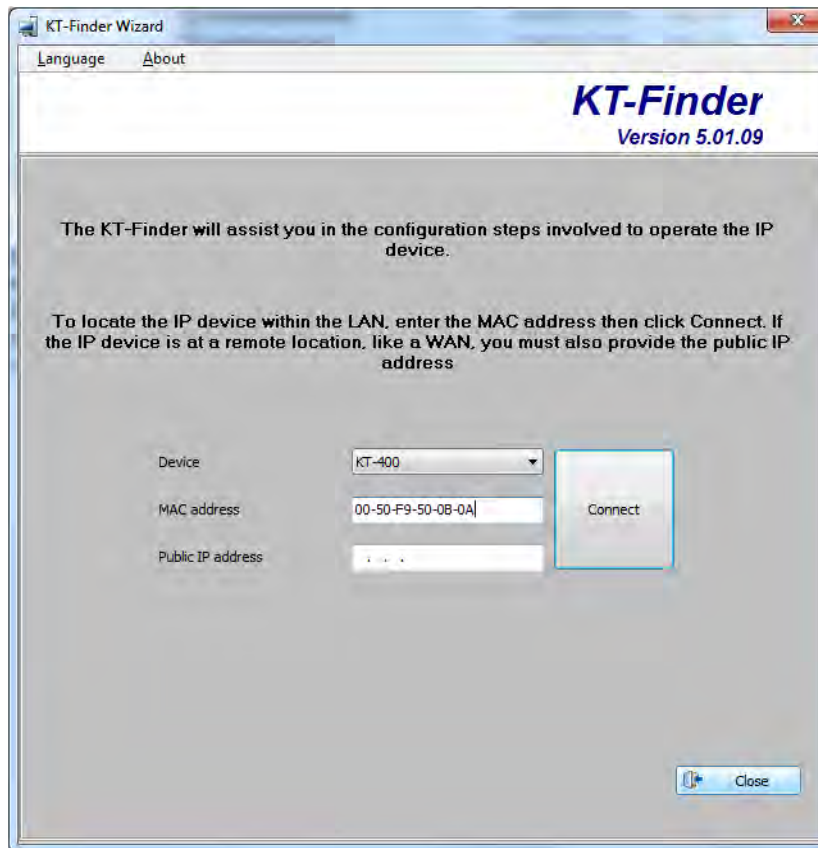 KT-Finder Wizard
Language About
KT-Finder
Version 5.01.09
The KT-Finder will assist you in the configuration steps involved to operate the IP
device.
To locate the IP device within the LAN, enter the MAC address then click Connect. If
the IP device is at a remote location, like a WAN, you must also provide the public IP
address
Device KT-400
MAC address 00-50-F9-50-0B-0A Connect
Public IP address . . .
Close